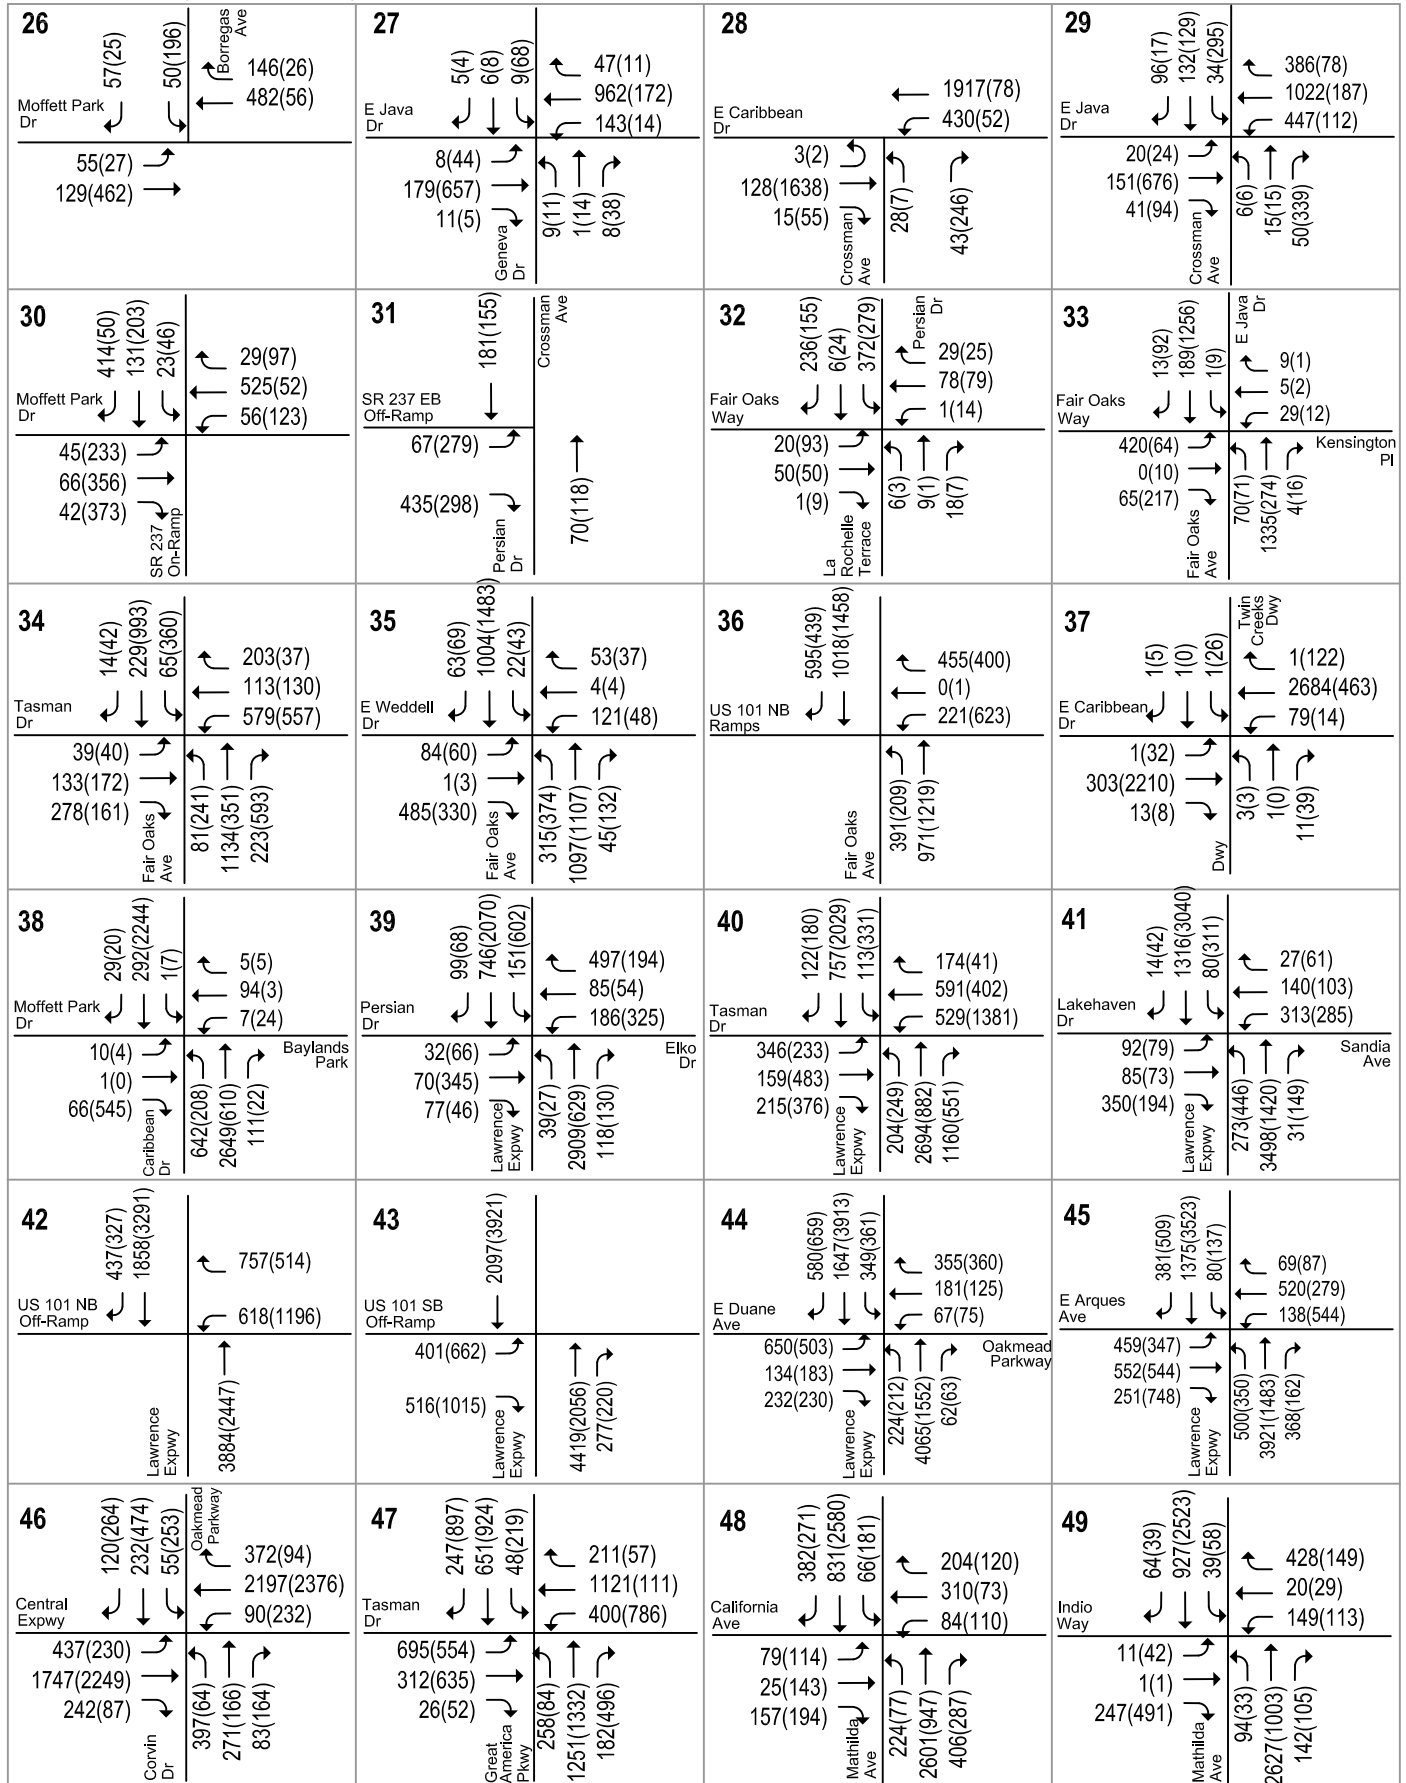 26
57(25)
50(196)
Borregas
Ave
146(26)
482(56)
Moffett Park
Dr
55(27)
129(462)
27
5(4)
6(8)
9(68)
47(11)
962(172)
143(14)
E Java
Dr
8(44)
179(657)
11(5)
Geneva
Dr
9(11)
1(14)
8(38)
28
1917(78)
430(52)
E Caribbean
Dr
3(2)
128(1638)
15(55)
Crossman
Ave
28(7)
43(246)
29
96(17)
132(129)
34(295)
386(78)
1022(187)
447(112)
E Java
Dr
20(24)
151(676)
41(94)
Crossman
Ave
6(6)
15(15)
50(339)
30
414(50)
131(203)
23(46)
29(97)
525(52)
56(123)
Moffett Park
Dr
45(233)
66(356)
42(373)
SR 237
On-Ramp
31
181(155)
Crossman
Ave
SR 237 EB
Off-Ramp
67(279)
435(298)
Persian
Dr
70(118)
32
236(155)
6(24)
372(279)
Persian
Dr
29(25)
78(79)
1(14)
Fair Oaks
Way
20(93)
50(50)
1(9)
La
Rochelle
Terrace
6(3)
9(1)
18(7)
33
13(92)
189(1256)
1(9)
E Java
Dr
9(1)
5(2)
29(12)
Fair Oaks
Way
Kensington
Pl
420(64)
0(10)
65(217)
Fair Oaks
Ave
70(71)
1335(274)
4(16)
34
14(42)
229(993)
65(360)
203(37)
113(130)
579(557)
Tasman
Dr
39(40)
133(172)
278(161)
Fair Oaks
Ave
81(241)
1134(351)
223(593)
35
63(69)
1004(1483)
22(43)
53(37)
4(4)
121(48)
E Weddell
Dr
84(60)
1(3)
485(330)
Fair Oaks
Ave
315(374)
1097(1107)
45(132)
36
595(439)
1018(1458)
455(400)
0(1)
221(623)
US 101 NB
Ramps
Fair Oaks
Ave
391(209)
971(1219)
37
1(5)
1(0)
1(26)
Twin
Creeks
Dwy
1(122)
2684(463)
79(14)
E Caribbean
Dr
1(32)
303(2210)
13(8)
Dwy
3(3)
1(0)
11(39)
38
29(20)
292(2244)
1(7)
5(5)
94(3)
7(24)
Moffett Park
Dr
Baylands
Park
10(4)
1(0)
66(545)
Caribbean
Dr
642(208)
2649(610)
111(22)
39
99(68)
746(2070)
151(602)
497(194)
85(54)
186(325)
Persian
Dr
Elko
Dr
32(66)
70(345)
77(46)
Lawrence
Expwy
39(27)
2909(629)
118(130)
40
122(180)
757(2029)
113(331)
174(41)
591(402)
529(1381)
Tasman
Dr
346(233)
159(483)
215(376)
Lawrence
Expwy
204(249)
2694(882)
1160(551)
41
14(42)
1316(3040)
80(311)
27(61)
140(103)
313(285)
Lakehaven
Dr
Sandia
Ave
92(79)
85(73)
350(194)
Lawrence
Expwy
273(446)
3498(1420)
31(149)
42
437(327)
1858(3291)
757(514)
618(1196)
US 101 NB
Off-Ramp
Lawrence
Expwy
3884(2447)
43
2097(3921)
US 101 SB
Off-Ramp
401(662)
516(1015)
Lawrence
Expwy
4419(2056)
277(220)
44
580(659)
1647(3913)
349(361)
355(360)
181(125)
67(75)
E Duane
Ave
Oakmead
Parkway
650(503)
134(183)
232(230)
Lawrence
Expwy
224(212)
4065(1552)
62(63)
45
381(509)
1375(3523)
80(137)
69(87)
520(279)
138(544)
E Arques
Ave
459(347)
552(544)
251(748)
Lawrence
Expwy
500(350)
3921(1483)
368(162)
46
120(264)
232(474)
55(253)
Oakmead
Parkway
372(94)
2197(2376)
90(232)
Central
Expwy
437(230)
1747(2249)
242(87)
Corvin
Dr
397(64)
271(166)
83(164)
47
247(897)
651(924)
48(219)
211(57)
1121(111)
400(786)
Tasman
Dr
695(554)
312(635)
26(52)
Great
America
Pkwy
258(84)
1251(1332)
182(496)
48
382(271)
831(2580)
66(181)
204(120)
310(73)
84(110)
California
Ave
79(114)
25(143)
157(194)
Mathilda
Ave
224(77)
2601(947)
406(287)
49
64(39)
927(2523)
39(58)
428(149)
20(29)
149(113)
Indio
Way
11(42)
1(1)
247(491)
Mathilda
Ave
94(33)
2627(1003)
142(105)